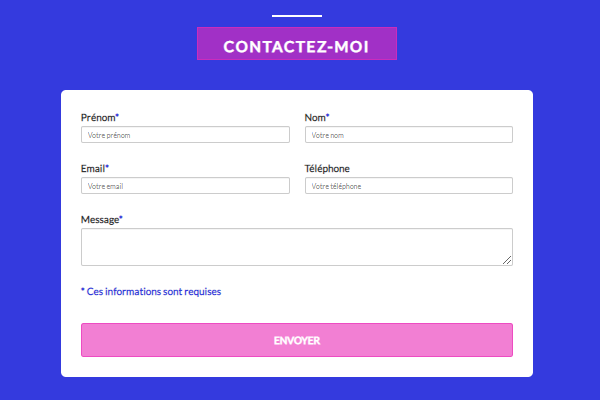 CONTACTEZ-MOI
Prénom* Nom*
Votre prénom Votre nom
Email* Téléphone
Votre email Votre téléphone
Message*
* Ces informations sont requises
ENVOYER